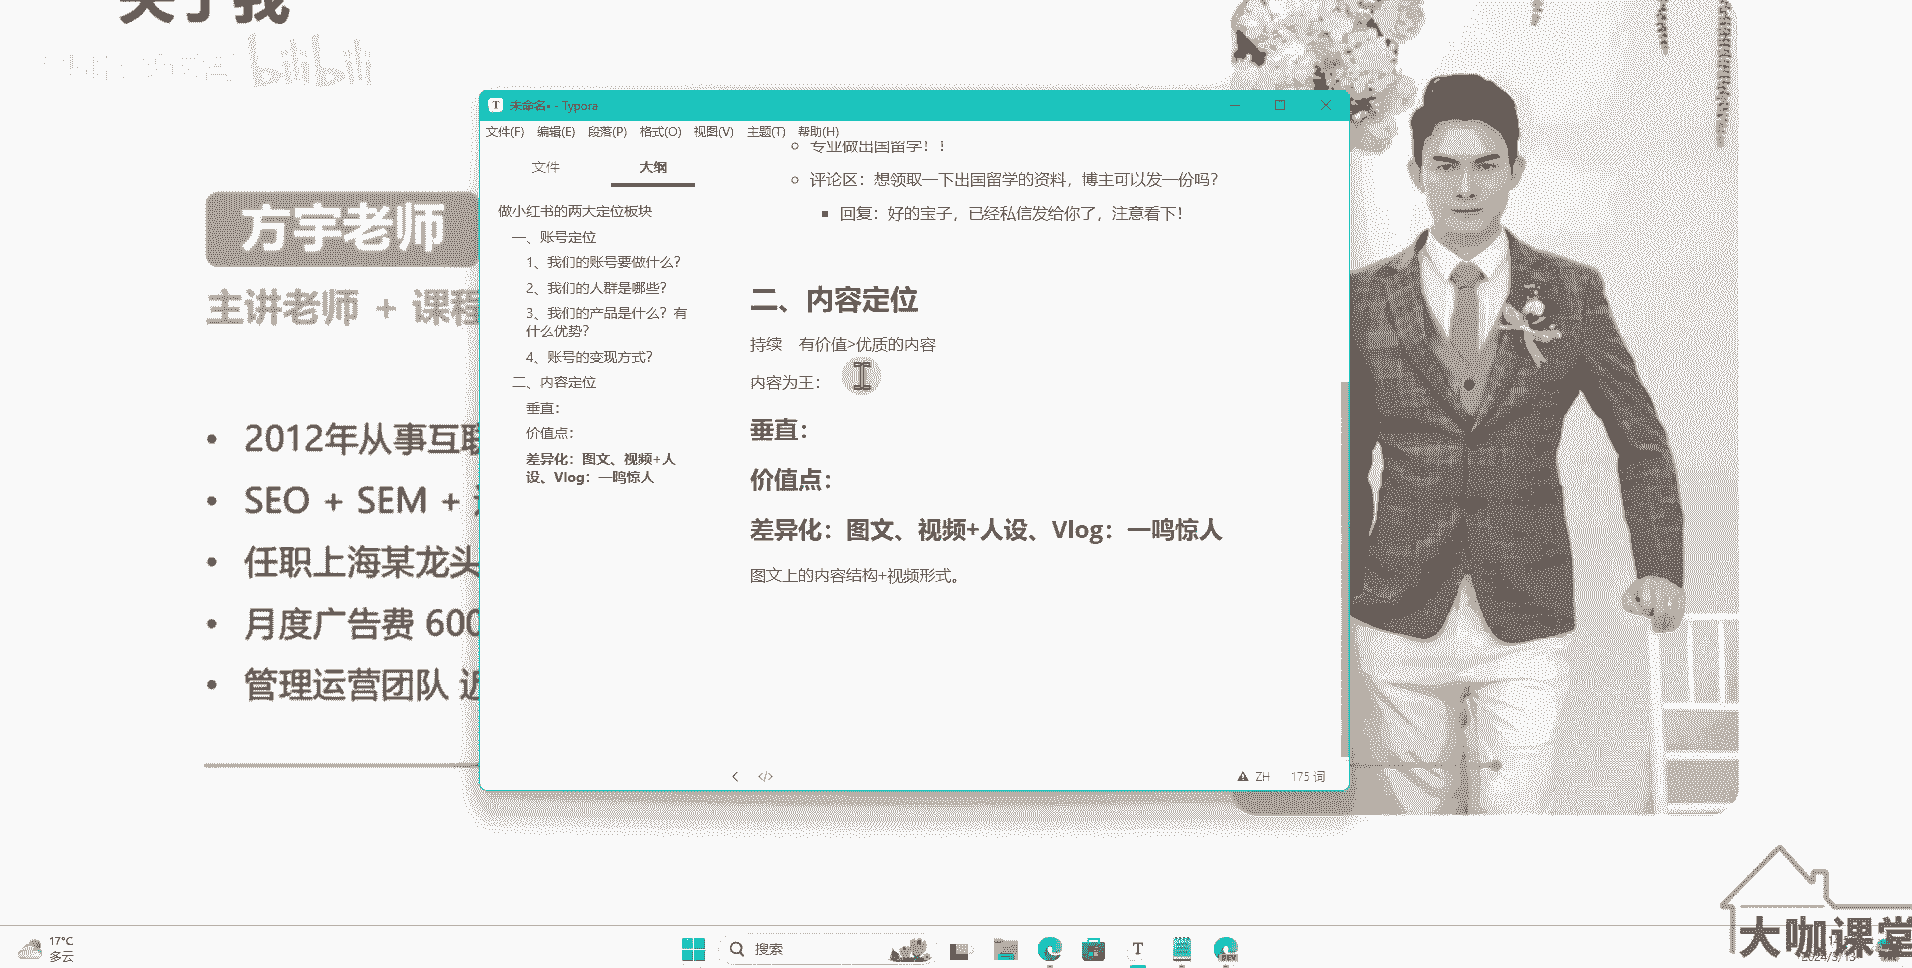 关于我
bilibili
方宇老师
主讲老师 + 课程
2012年从事互联
SEO + SEM +
任职上海某龙头
月度广告费 600
管理运营团队 近
未命名• - Typora
文件(F) 编辑(E) 段落(P) 格式(O) 视图(V) 主题(T) 帮助(H)
文件 大纲
做小红书的两大定位板块
一、账号定位
1、我们的账号要做什么？
2、我们的人群是哪些？
3、我们的产品是什么？有
什么优势？
4、账号的变现方式？
二、内容定位
垂直：
价值点：
差异化：图文、视频+人
设、Vlog：一鸣惊人
专业做出国留学！！
评论区：想领取一下出国留学的资料，博主可以发一份吗？
回复：好的宝子，已经私信发给你了，注意看下！
二、内容定位
持续 有价值>优质的内容
内容为王：
垂直：
价值点：
差异化：图文、视频+人设、Vlog：一鸣惊人
图文上的内容结构+视频形式。
</> ZH 175 词
17°C
多云
搜索
DEV
大咖课堂
2024/3/13